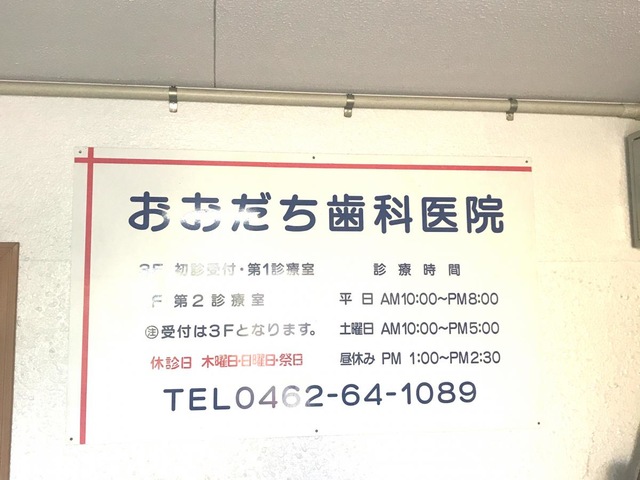 おおだち歯科医院
3F 初診受付・第1診療室
F 第2診療室
㊟受付は3Fとなります。
休診日 木曜日・日曜日・祭日
診療時間
平日 AM10:00～PM8:00
土曜日 AM10:00～PM5:00
昼休み PM 1:00～PM2:30
TEL0462-64-1089